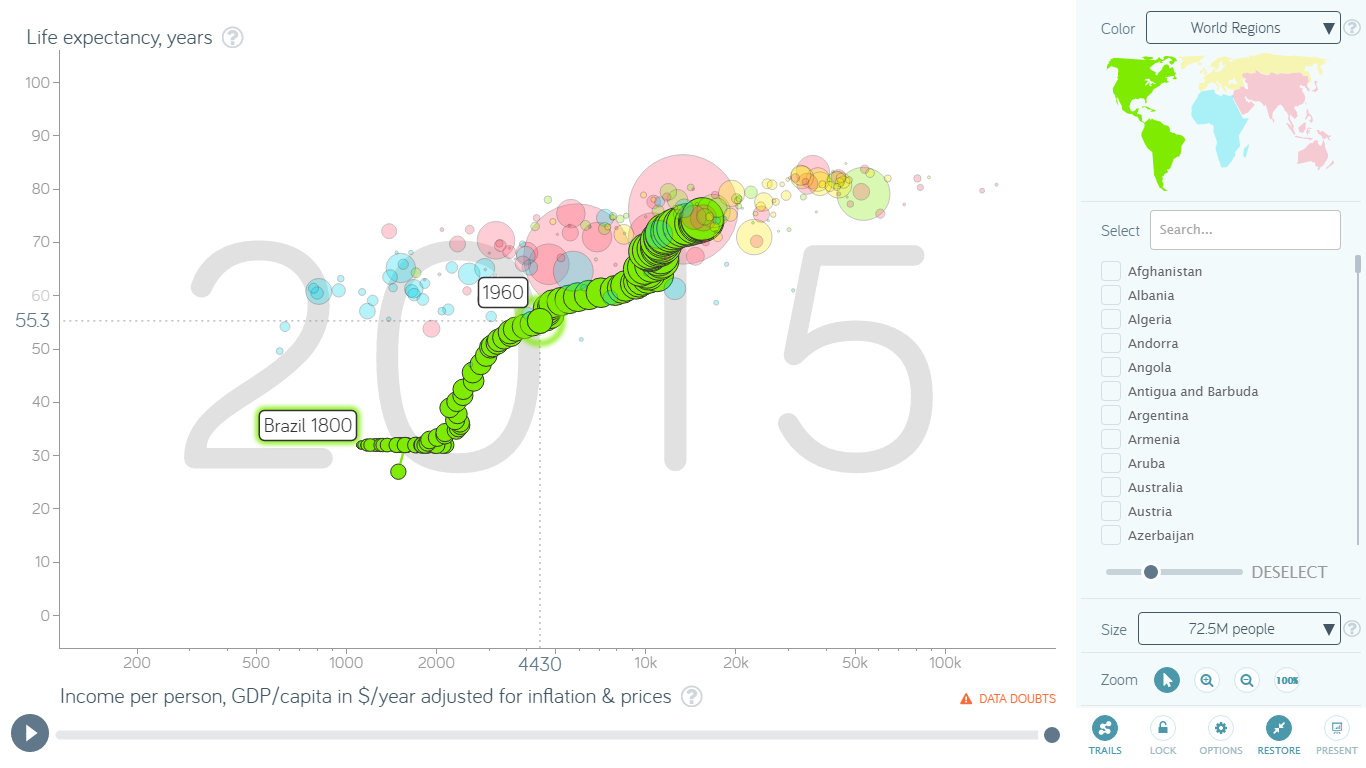 Life expectancy, years ?
100
90
80
70
60
55.3
50
40
30
20
10
0
2015
1960
Brazil 1800
200
500
1000
2000
4430
10k
20k
50k
100k
Income per person, GDP/capita in $/year adjusted for inflation & prices ?
DATA DOUBTS
Color World Regions ?
Select Search...
Afghanistan
Albania
Algeria
Andorra
Angola
Antigua and Barbuda
Argentina
Armenia
Aruba
Australia
Austria
Azerbaijan
DESELECT
Size 72.5M people ?
Zoom 100%
TRAILS LOCK OPTIONS RESTORE PRESENT